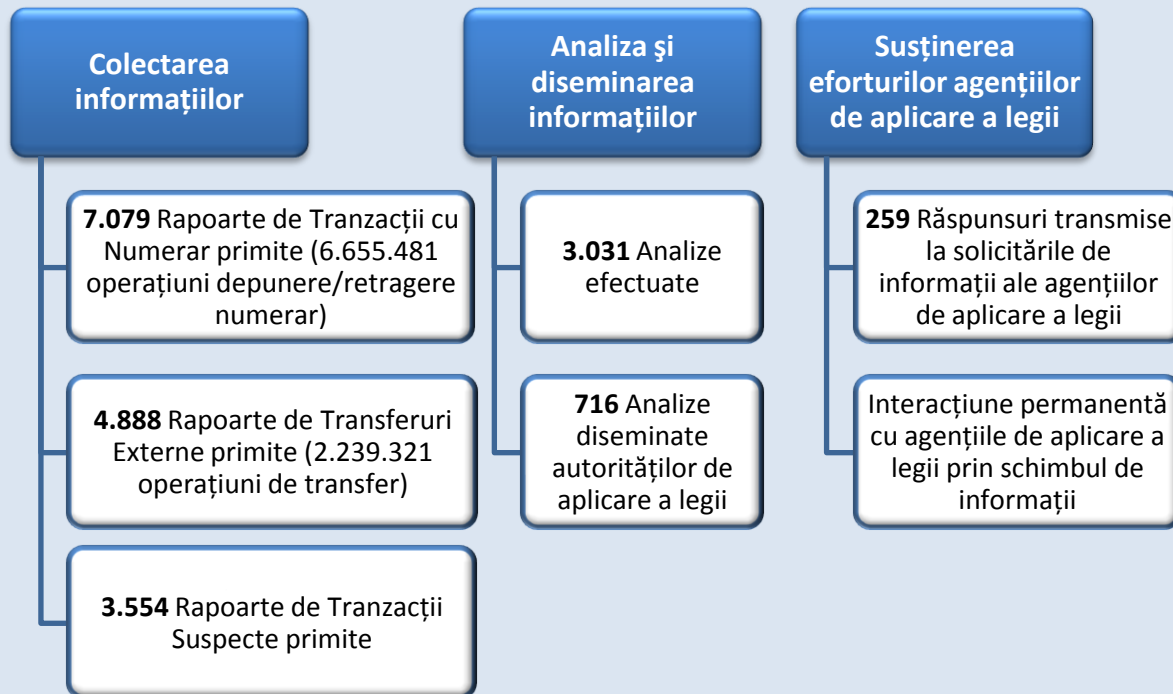 Colectarea
informațiilor
7.079 Rapoarte de Tranzacții cu
Numerar primite (6.655.481
operațiuni depunere/retragere
numerar)
4.888 Rapoarte de Transferuri
Externe primite (2.239.321
operațiuni de transfer)
3.554 Rapoarte de Tranzacții
Suspecte primite
Analiza şi
diseminarea
informațiilor
3.031 Analize
efectuate
716 Analize
diseminate
autorităților de
aplicare a legii
Susținerea
eforturilor agențiilor
de aplicare a legii
259 Răspunsuri transmise
la solicitările de
informații ale agențiilor
de aplicare a legii
Interacțiune permanentă
cu agențiile de aplicare a
legii prin schimbul de
informații